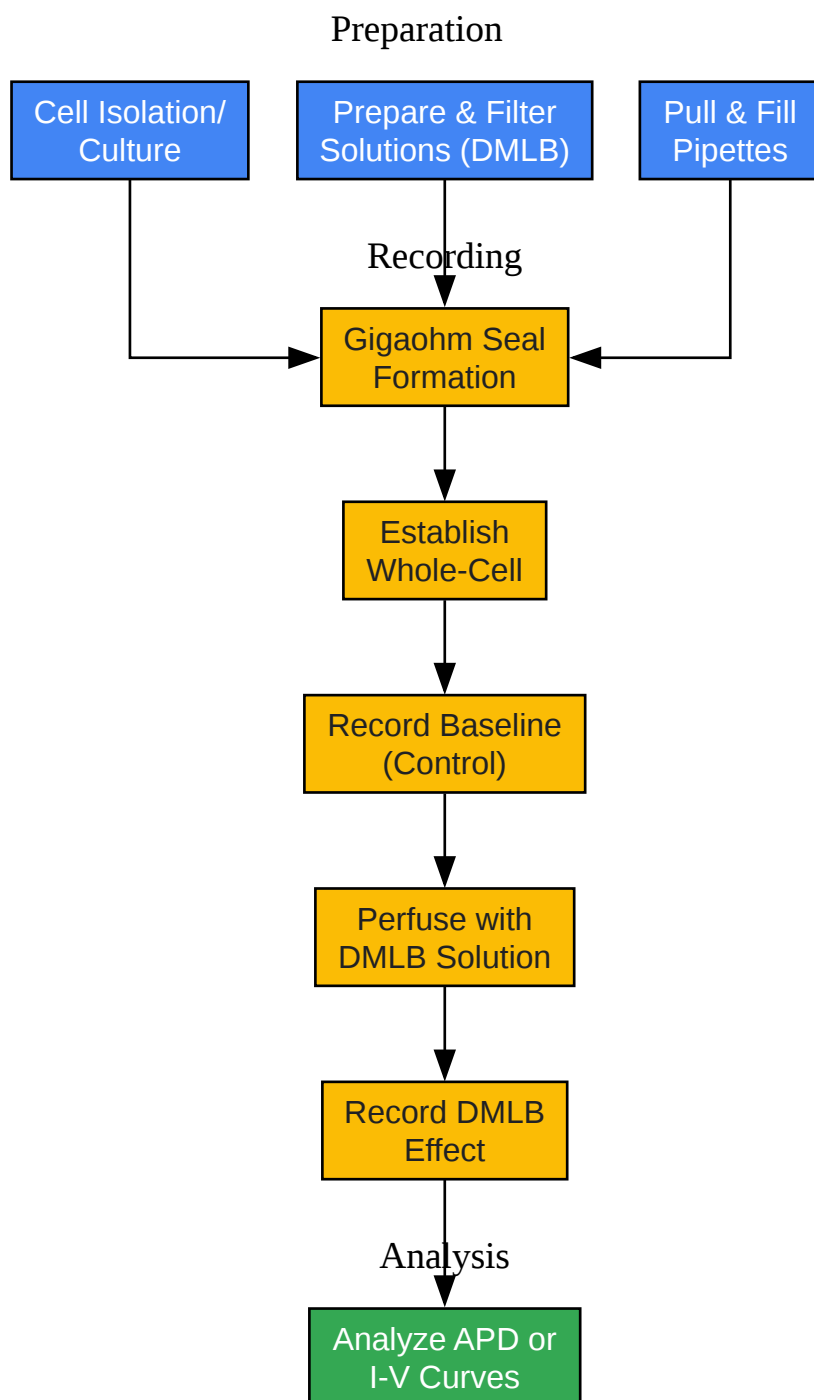 Preparation
Cell Isolation/
Culture
Prepare & Filter
Solutions (DMLB)
Pull & Fill
Pipettes
Recording
Gigaohm Seal
Formation
Establish
Whole-Cell
Record Baseline
(Control)
Perfuse with
DMLB Solution
Record DMLB
Effect
Analysis
Analyze APD or
I-V Curves